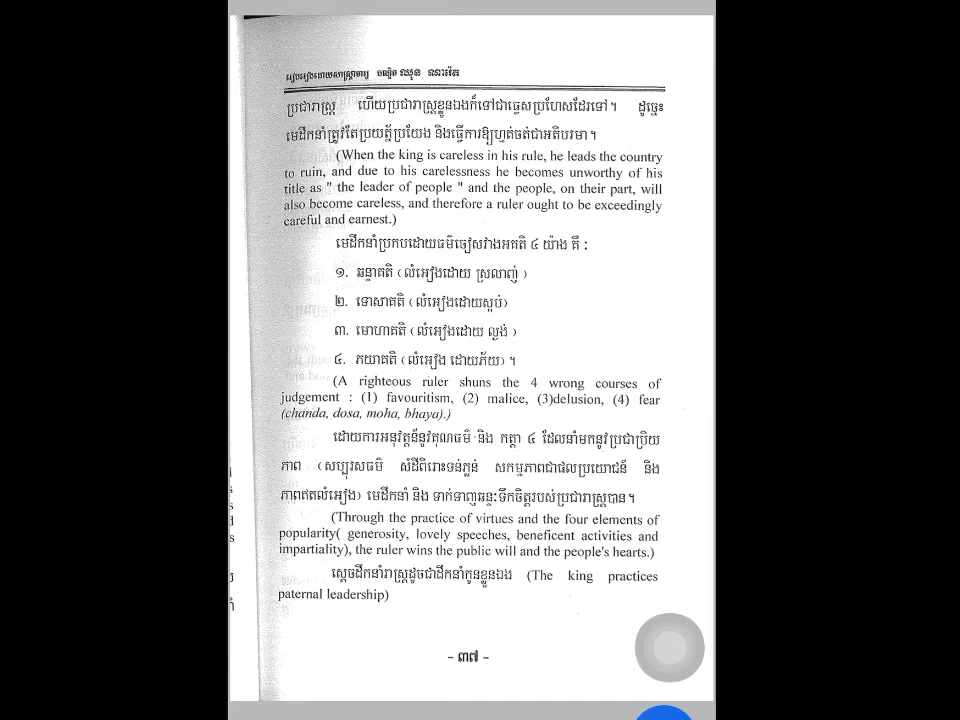 រៀបរៀងដោយសាស្ត្រាចារ្យ បណ្ឌិត ឈុន
ប្រជារាស្ត្រ ហើយប្រជារាស្ត្រខ្លួនឯងក៏ទៅជាធ្វេសប្រហែសដែរទៅ។ ដូច្នេះ
មេដឹកនាំត្រូវតែប្រយត្ន័ប្រយែង និងធ្វើការឱ្យហ្មត់ចត់ជាអតិបរមា។
(When the king is careless in his rule, he leads the country
to ruin, and due to his carelessness he becomes unworthy of his
title as " the leader of people " and the people, on their part, will
also become careless, and therefore a ruler ought to be exceedingly
careful and earnest.)
មេដឹកនាំប្រកបដោយធម៌ចៀសវាងអគតិ ៤ យ៉ាង គឺ :
១. ឆន្ទាគតិ (លំអៀងដោយ ស្រលាញ់ )
២. ទោសាគតិ (លំអៀងដោយស្អប់)
៣. មោហាគតិ (លំអៀងដោយ ល្ងង់ )
៤. ភយាគតិ (លំអៀង ដោយភ័យ) ។
(A righteous ruler shuns the 4 wrong courses of
judgement : (1) favouritism, (2) malice, (3)delusion, (4) fear
(chanda, dosa, moha, bhaya).)
ដោយការអនុវត្តន៍នូវគុណធម៌ និង កត្តា ៤ ដែលនាំមកនូវប្រជាប្រិយ
ភាព (សប្បុរសធម៌ សំដីពិរោះទន់ភ្លន់ សកម្មភាពជាផលប្រយោជន៍ និង
ភាពឥតលំអៀង) មេដឹកនាំ និង ទាក់ទាញឆន្ទៈទឹកចិត្តរបស់ប្រជារាស្ត្របាន។
(Through the practice of virtues and the four elements of
popularity( generosity, lovely speeches, beneficent activities and
impartiality), the ruler wins the public will and the people's hearts.)
ស្តេចដឹកនាំរាស្ត្រដូចជាដឹកនាំកូនខ្លួនឯង (The king practices
paternal leadership)
- ៣៧ -